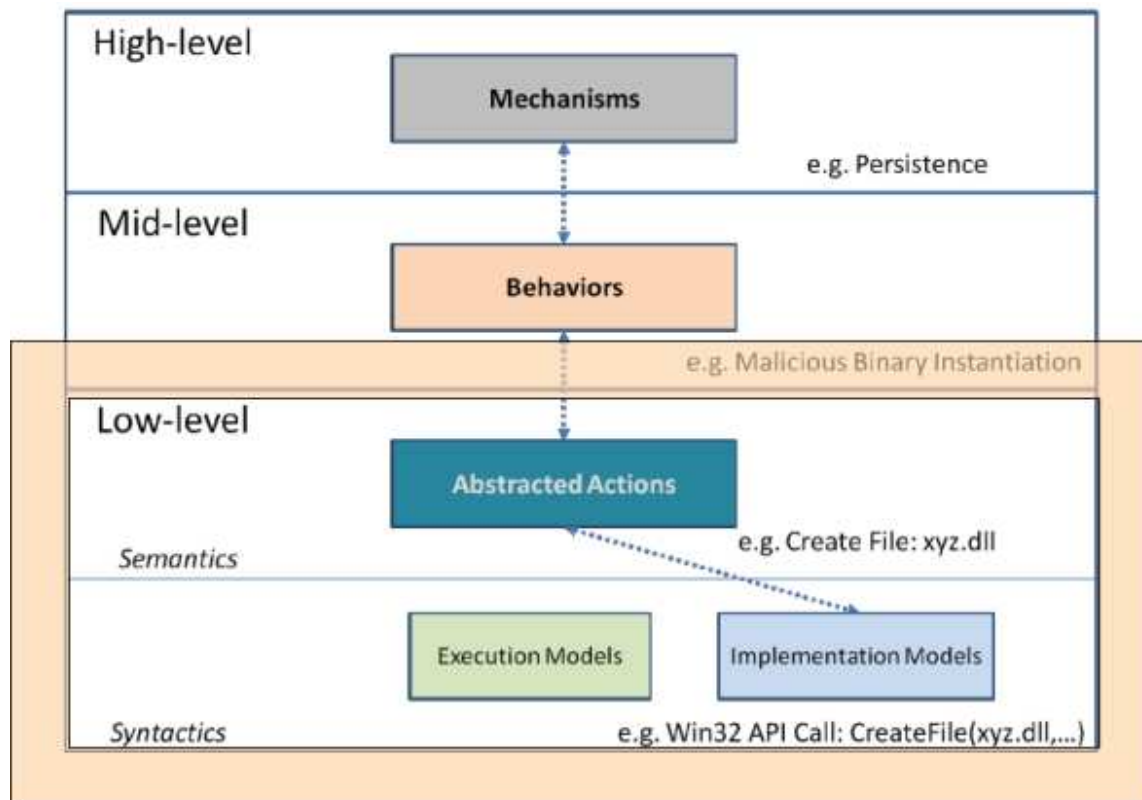 High-level
Mechanisms
e.g. Persistence
Mid-level
Behaviors
e.g. Malicious Binary Instantiation
Low-level
Abstracted Actions
e.g. Create File: xyz.dll
Semantics
Execution Models
Implementation Models
Syntactics
e.g. Win32 API Call: CreateFile(xyz.dll,...)